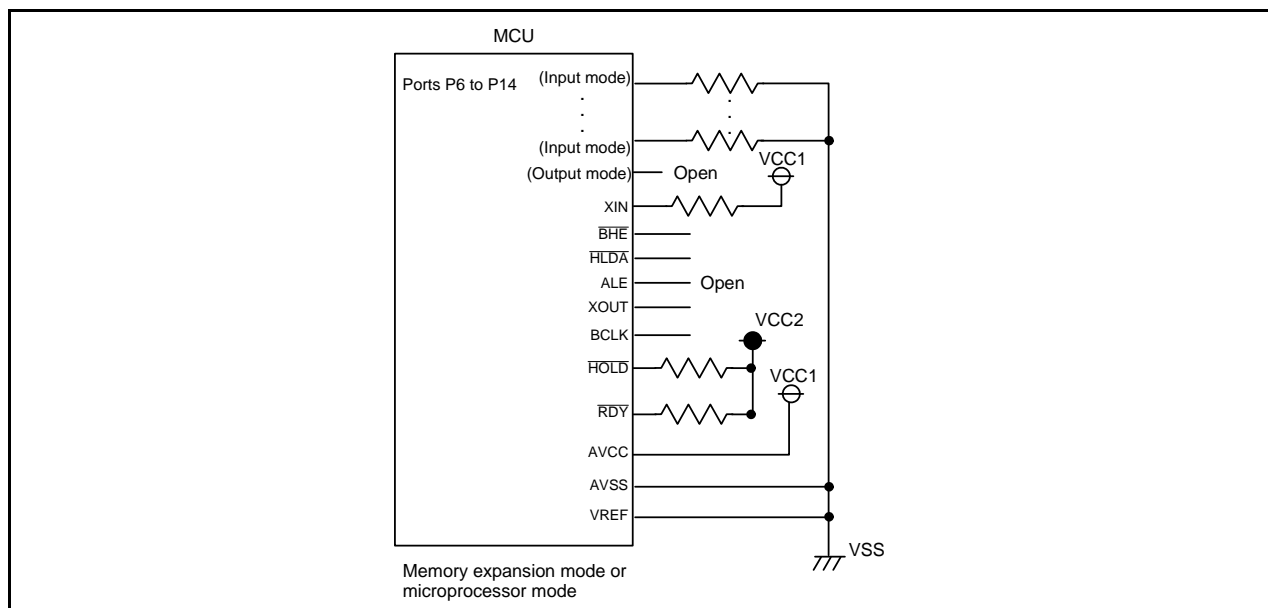 MCU
Ports P6 to P14
(Input mode)
(Input mode)
(Output mode)
Open
VCC1
XIN
BHE
HLDA
ALE
Open
XOUT
BCLK
VCC2
HOLD
VCC1
RDY
AVCC
AVSS
VREF
VSS
Memory expansion mode or
microprocessor mode